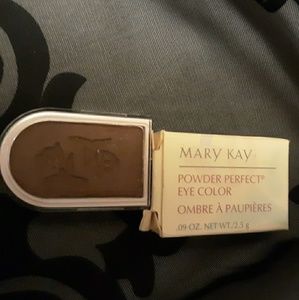 MARY KAY
POWDER PERFECT®
EYE COLOR
OMBRE À PAUPIÈRES
.09 OZ. NET WT./2.5 g